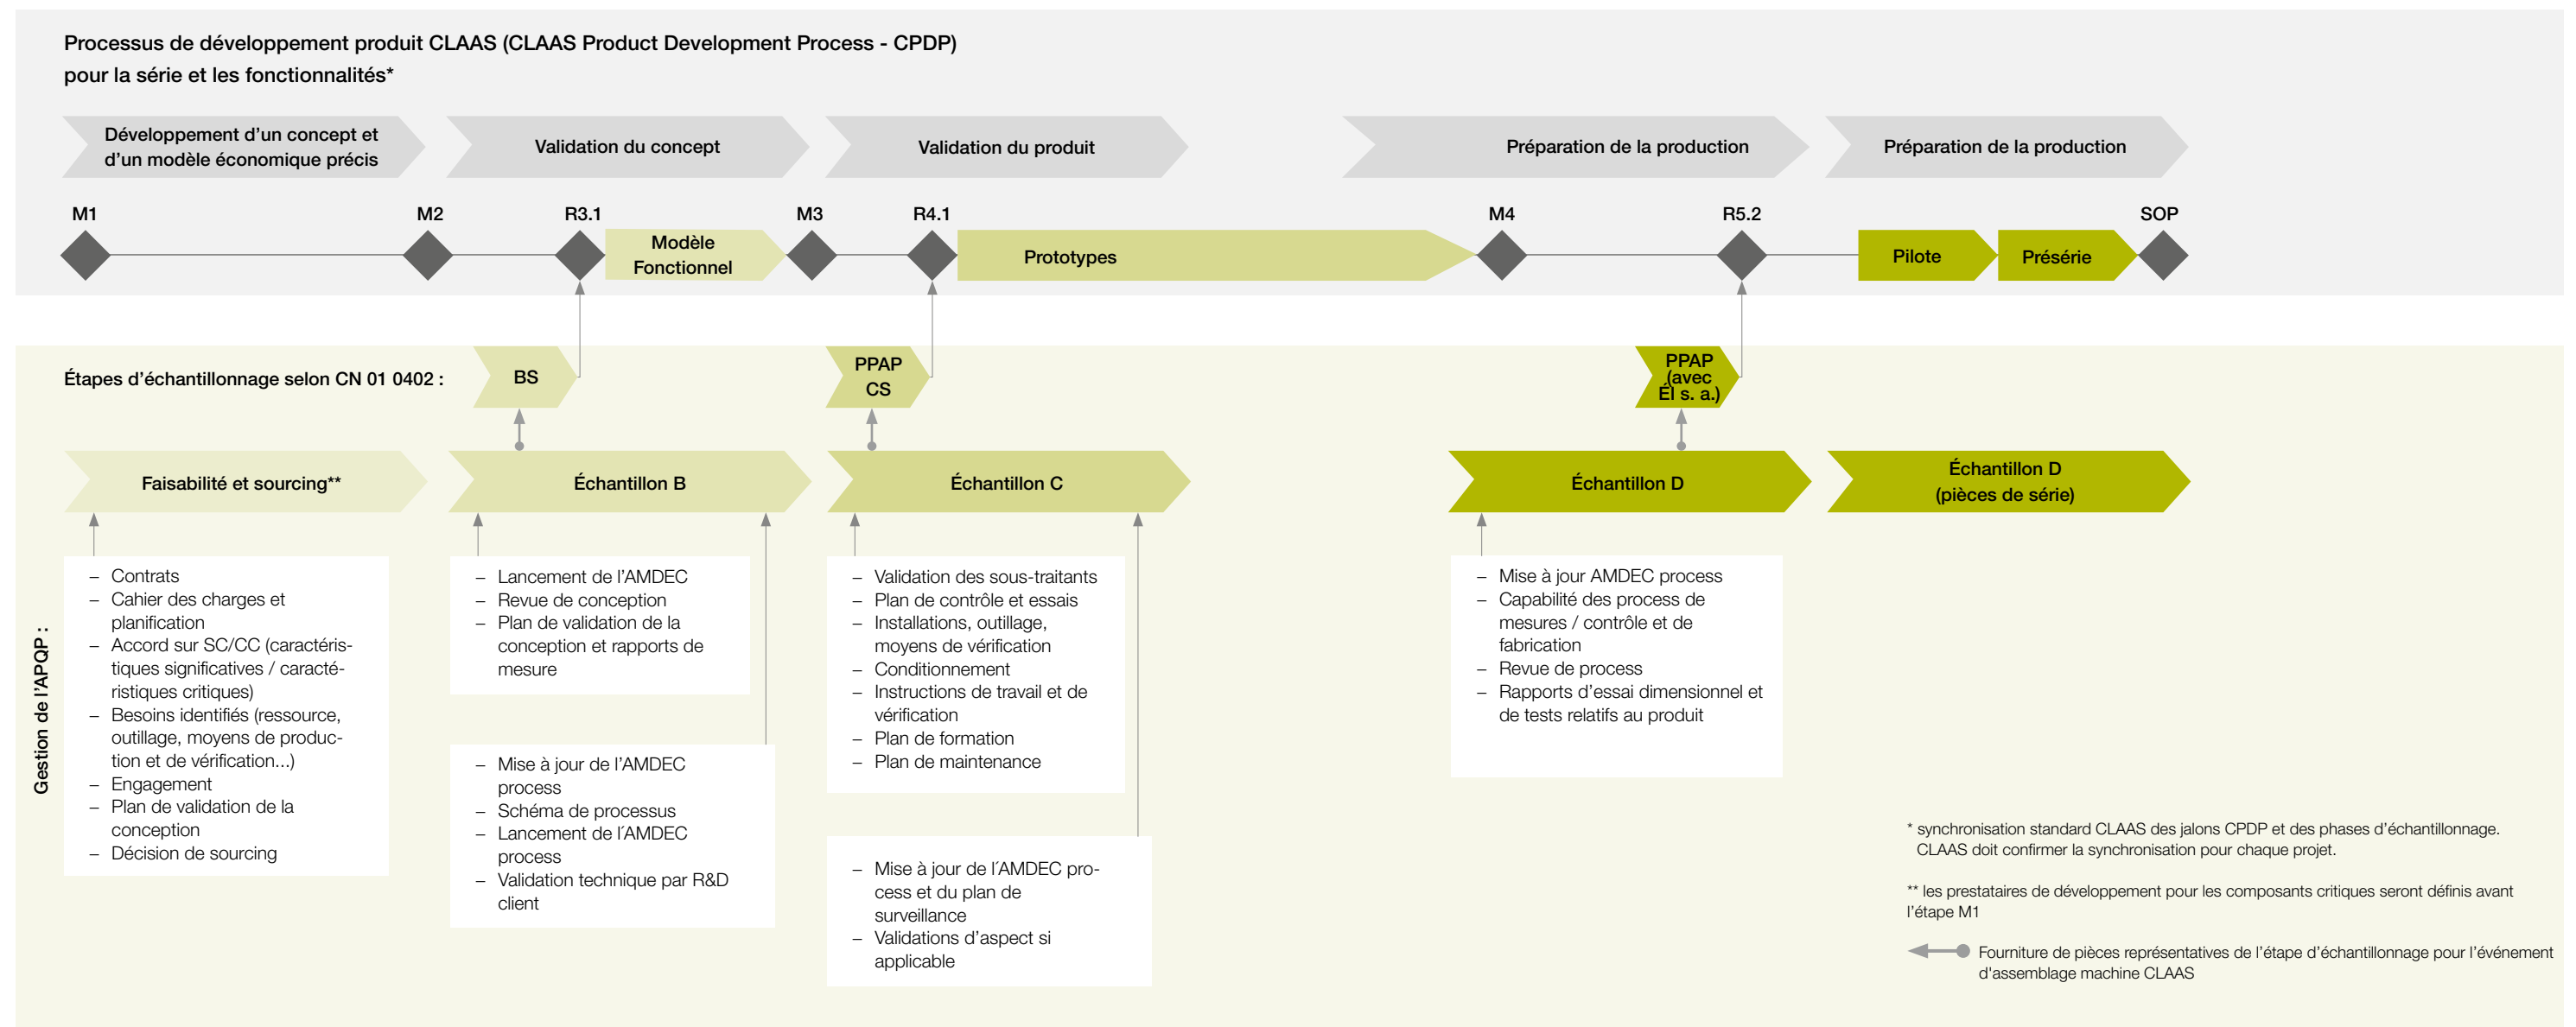 Processus de développement produit CLAAS (CLAAS Product Development Process - CPDP)
pour la série et les fonctionnalités*
Développement d’un concept et
d’un modèle économique précis
Validation du concept
Validation du produit
Préparation de la production
Préparation de la production
M1
M2
R3.1
M3
R4.1
M4
R5.2
SOP
Modèle
Fonctionnel
Prototypes
Pilote
Présérie
Étapes d’échantillonnage selon CN 01 0402 :
BS
PPAP
CS
PPAP
(avec
Él s. a.)
Gestion de l’APQP :
Faisabilité et sourcing**
Échantillon B
Échantillon C
Échantillon D
Échantillon D
(pièces de série)
– Contrats
– Cahier des charges et
planification
– Accord sur SC/CC (caractéris-
tiques significatives / caracté-
ristiques critiques)
– Besoins identifiés (ressource,
outillage, moyens de produc-
tion et de vérification...)
– Engagement
– Plan de validation de la
conception
– Décision de sourcing
– Lancement de l’AMDEC
– Revue de conception
– Plan de validation de la
conception et rapports de
mesure
– Mise à jour de l’AMDEC
process
– Schéma de processus
– Lancement de l´AMDEC
process
– Validation technique par R&D
client
– Validation des sous-traitants
– Plan de contrôle et essais
– Installations, outillage,
moyens de vérification
– Conditionnement
– Instructions de travail et de
vérification
– Plan de formation
– Plan de maintenance
– Mise à jour de l´AMDEC pro-
cess et du plan de
surveillance
– Validations d’aspect si
applicable
– Mise à jour AMDEC process
– Capabilité des process de
mesures / contrôle et de
fabrication
– Revue de process
– Rapports d’essai dimensionnel et
de tests relatifs au produit
* synchronisation standard CLAAS des jalons CPDP et des phases d’échantillonnage.
CLAAS doit confirmer la synchronisation pour chaque projet.
** les prestataires de développement pour les composants critiques seront définis avant
l’étape M1
Fourniture de pièces représentatives de l’étape d’échantillonnage pour l’événement
d'assemblage machine CLAAS